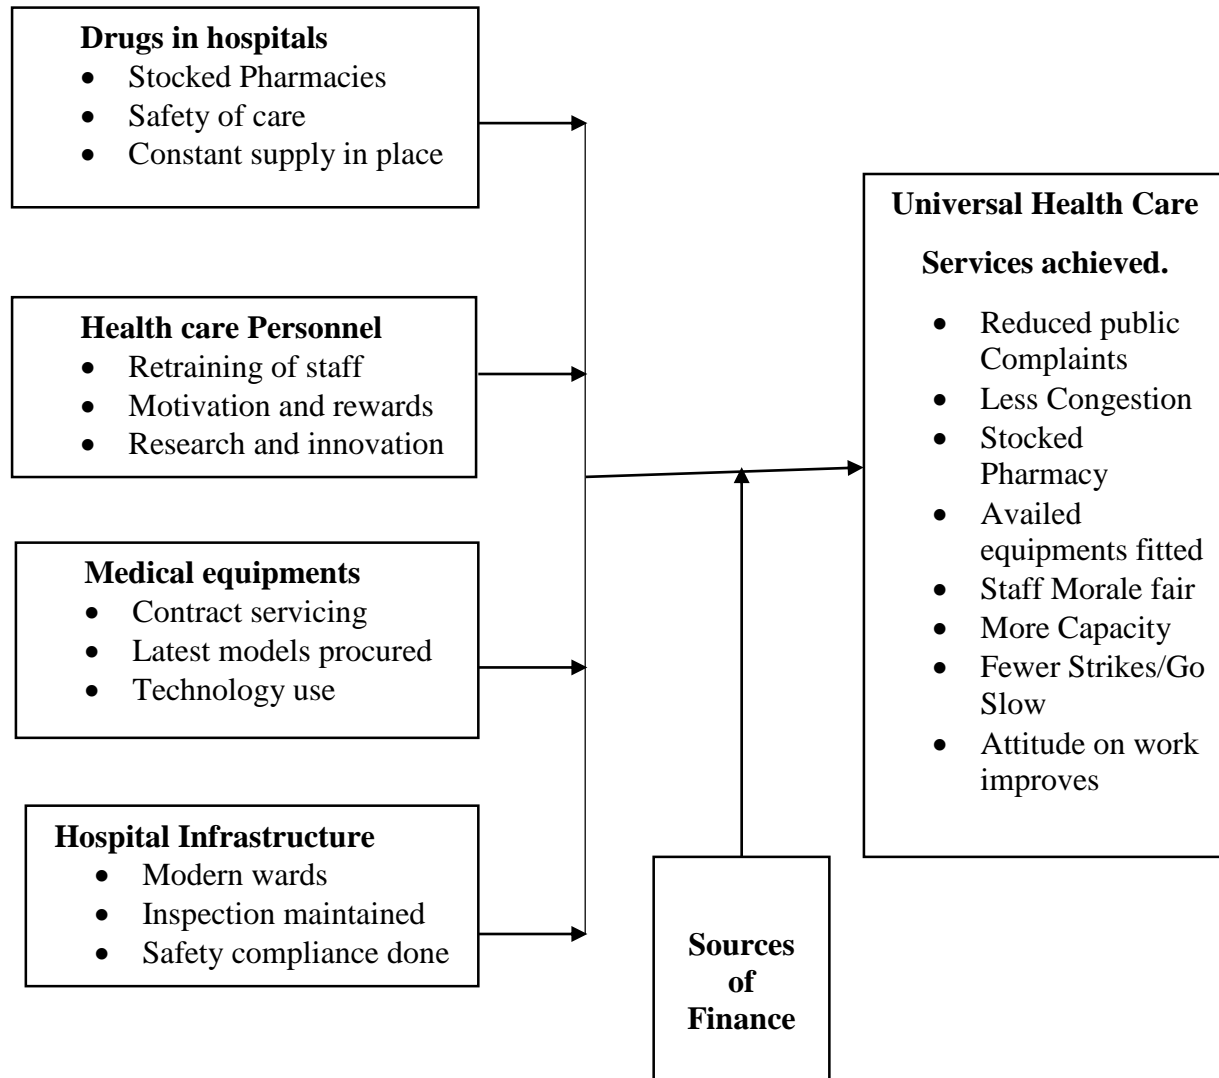 Drugs in hospitals
• Stocked Pharmacies
• Safety of care
• Constant supply in place
Health care Personnel
• Retraining of staff
• Motivation and rewards
• Research and innovation
Medical equipments
• Contract servicing
• Latest models procured
• Technology use
Hospital Infrastructure
• Modern wards
• Inspection maintained
• Safety compliance done
Sources
of
Finance
Universal Health Care
Services achieved.
• Reduced public
Complaints
• Less Congestion
• Stocked
Pharmacy
• Availed
equipments fitted
• Staff Morale fair
• More Capacity
• Fewer Strikes/Go
Slow
• Attitude on work
improves